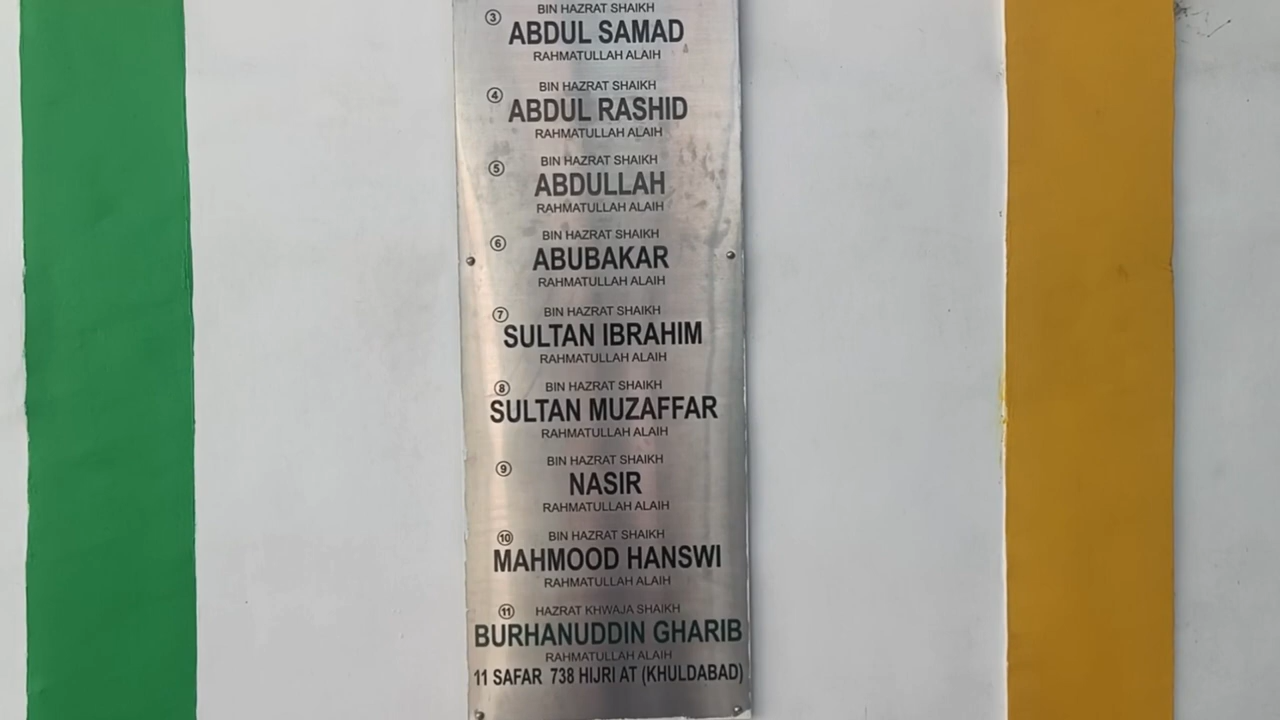 ③ BIN HAZRAT SHAIKH
ABDUL SAMAD
RAHMATULLAH ALAIH
④ BIN HAZRAT SHAIKH
ABDUL RASHID
RAHMATULLAH ALAIH
⑤ BIN HAZRAT SHAIKH
ABDULLAH
RAHMATULLAH ALAIH
⑥ BIN HAZRAT SHAIKH
ABUBAKAR
RAHMATULLAH ALAIH
⑦ BIN HAZRAT SHAIKH
SULTAN IBRAHIM
RAHMATULLAH ALAIH
⑧ BIN HAZRAT SHAIKH
SULTAN MUZAFFAR
RAHMATULLAH ALAIH
⑨ BIN HAZRAT SHAIKH
NASIR
RAHMATULLAH ALAIH
⑩ BIN HAZRAT SHAIKH
MAHMOOD HANSWI
RAHMATULLAH ALAIH
⑪ HAZRAT KHWAJA SHAIKH
BURHANUDDIN GHARIB
RAHMATULLAH ALAIH
11 SAFAR 738 HIJRI AT (KHULDABAD)